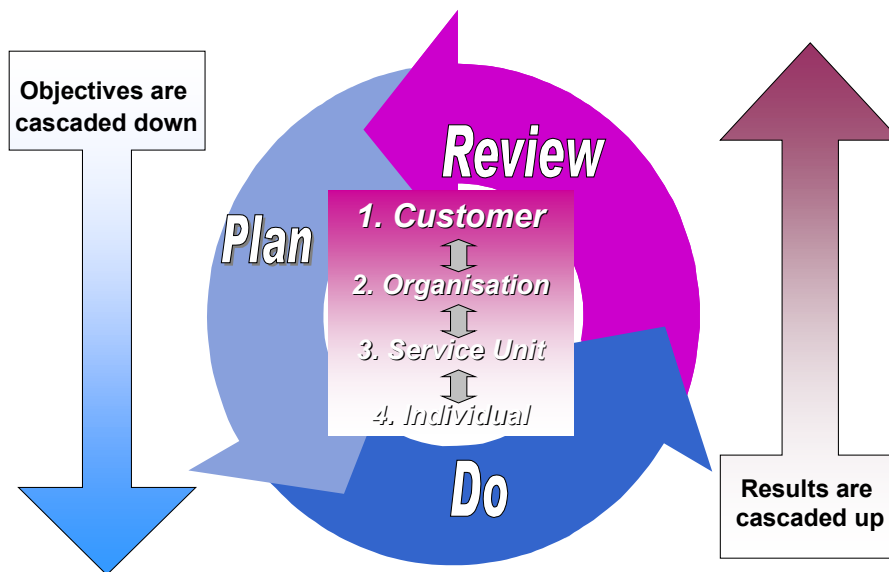 Objectives are
cascaded down
Plan
Review
1. Customer
2. Organisation
3. Service Unit
4. Individual
Do
Results are
cascaded up